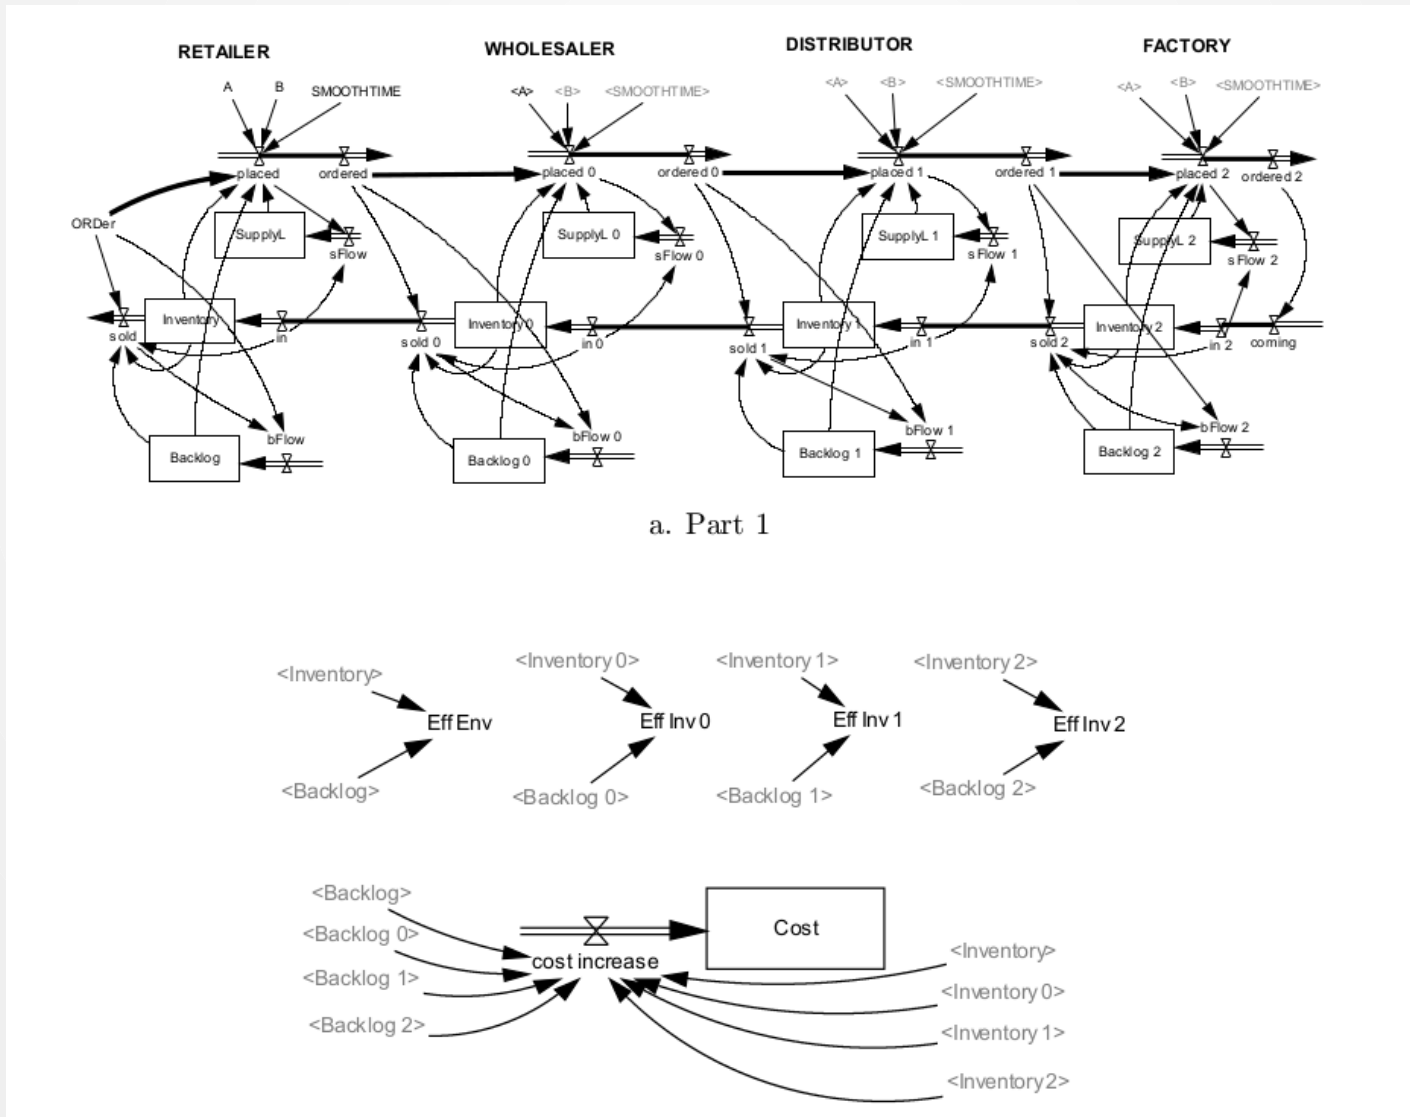 RETAILER
WHOLESALER
DISTRIBUTOR
FACTORY
A
B
SMOOTHTIME
<A>
<B>
<SMOOTHTIME>
<A>
<B>
<SMOOTHTIME>
<A>
<B>
<SMOOTHTIME>
placed
ordered
placed 0
ordered 0
placed 1
ordered 1
placed 2
ordered 2
ORDer
SupplyL
sFlow
SupplyL 0
sFlow 0
SupplyL 1
sFlow 1
SupplyL 2
sFlow 2
sold
Inventory
in
sold 0
Inventory 0
in 0
sold 1
Inventory 1
in 1
sold 2
Inventory 2
in 2
coming
Backlog
bFlow
Backlog 0
bFlow 0
Backlog 1
bFlow 1
Backlog 2
bFlow 2
a. Part 1
<Inventory>
<Inventory 0>
<Inventory 1>
<Inventory 2>
Eff Env
Eff Inv 0
Eff Inv 1
Eff Inv 2
<Backlog>
<Backlog 0>
<Backlog 1>
<Backlog 2>
<Backlog>
<Backlog 0>
<Backlog 1>
<Backlog 2>
cost increase
Cost
<Inventory>
<Inventory 0>
<Inventory 1>
<Inventory 2>